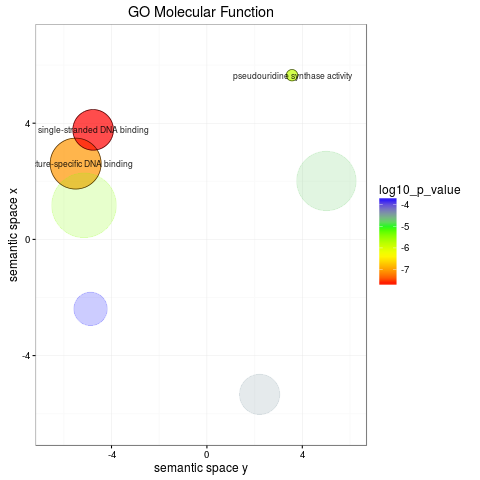 GO Molecular Function
pseudouridine synthase activity
single-stranded DNA binding
ture-specific DNA binding
4
0
-4
-4
0
4
semantic space x
semantic space y
log10_p_value
-4
-5
-6
-7